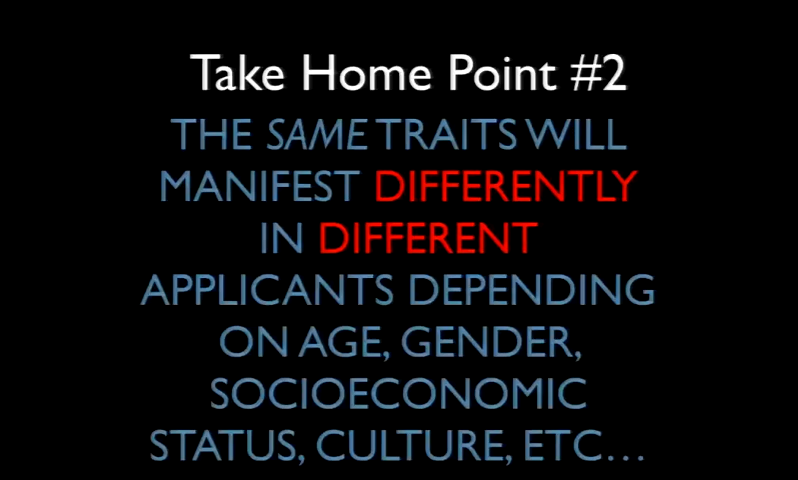 Take Home Point #2
THE SAME TRAITS WILL
MANIFEST DIFFERENTLY
IN DIFFERENT
APPLICANTS DEPENDING
ON AGE, GENDER,
SOCIOECONOMIC
STATUS, CULTURE, ETC…